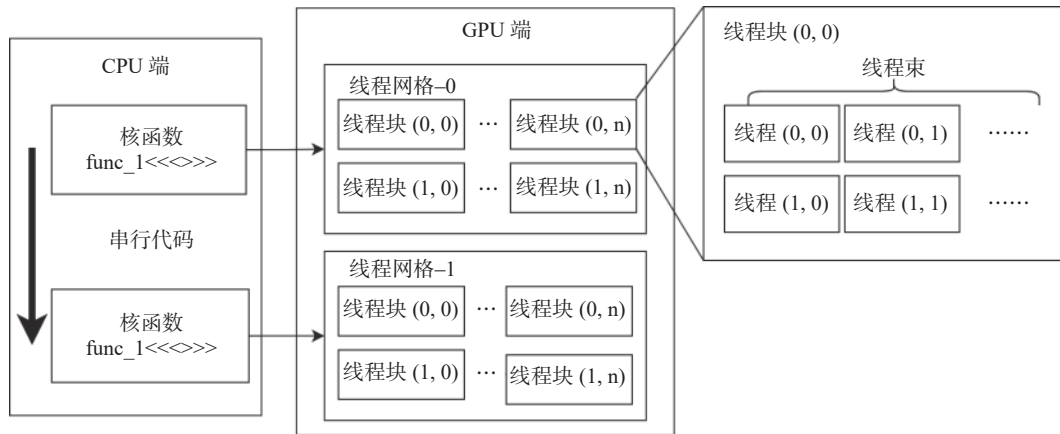 CPU 端
核函数
func_1<<<>>>
串行代码
核函数
func_1<<<>>>
GPU 端
线程网格–0
线程块 (0, 0) … 线程块 (0, n)
线程块 (1, 0) … 线程块 (1, n)
线程网格–1
线程块 (0, 0) … 线程块 (0, n)
线程块 (1, 0) … 线程块 (1, n)
线程块 (0, 0)
线程束
线程 (0, 0) 线程 (0, 1) ……
线程 (1, 0) 线程 (1, 1) ……